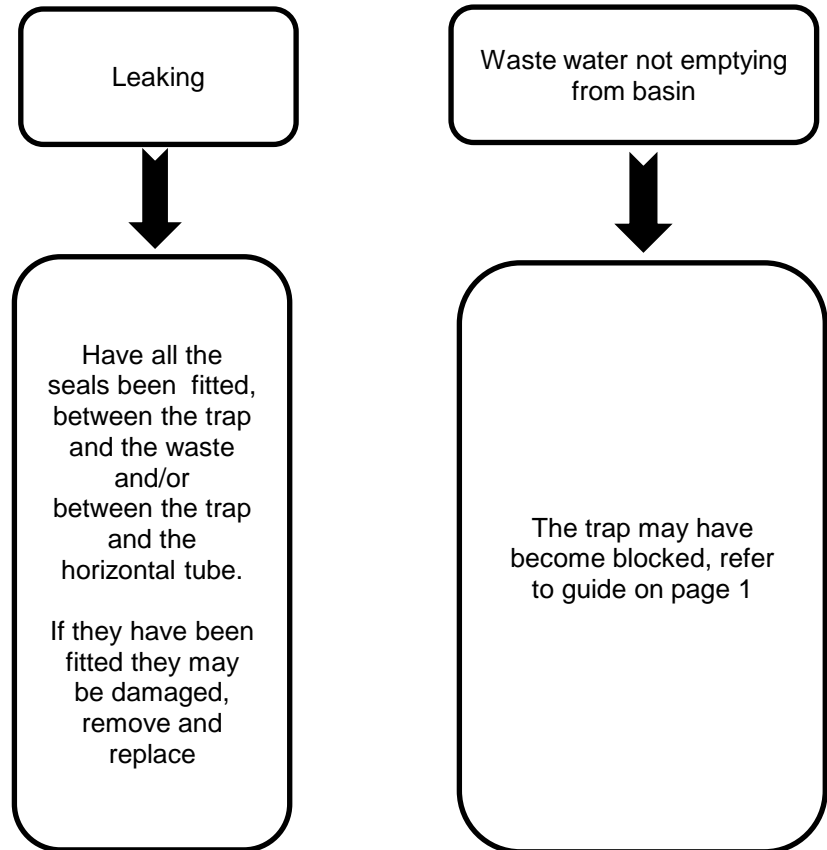 Leaking
Have all the
seals been  fitted,
between the trap
and the waste
and/or
between the trap
and the
horizontal tube.
If they have been
fitted they may
be damaged,
remove and
replace
Waste water not emptying
from basin
The trap may have
become blocked, refer
to guide on page 1